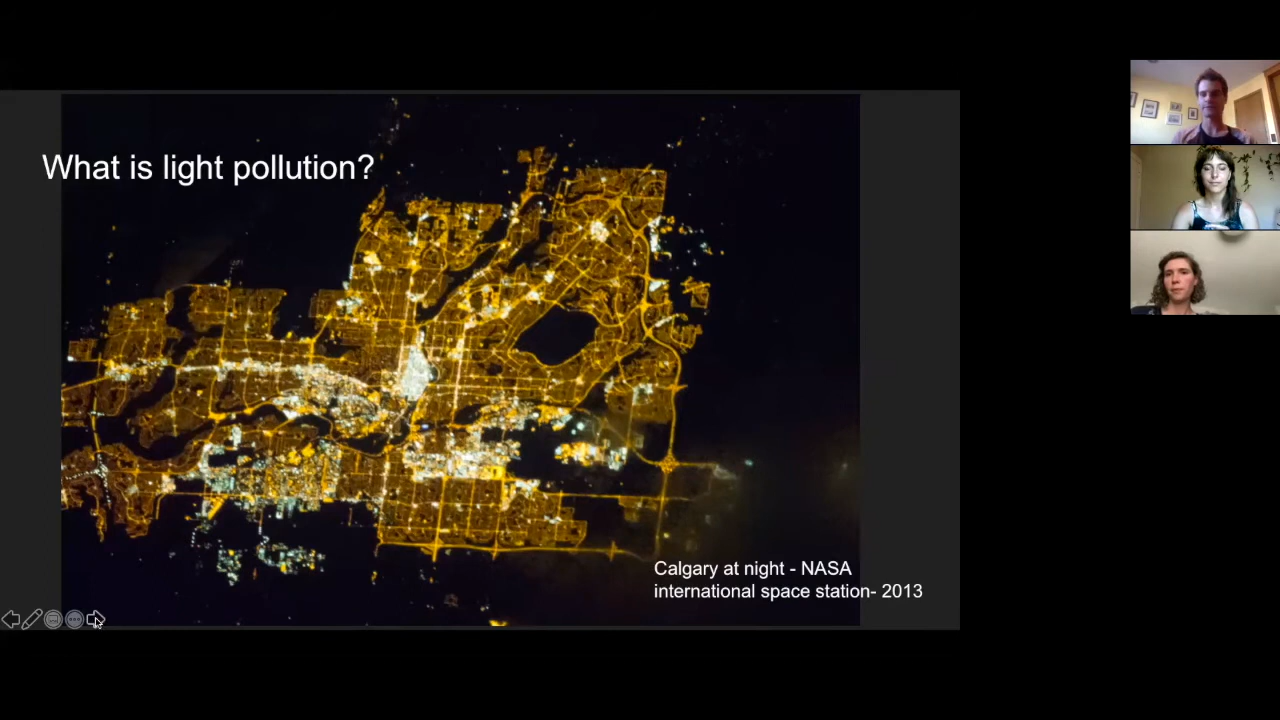 What is light pollution?
Calgary at night - NASA
international space station- 2013